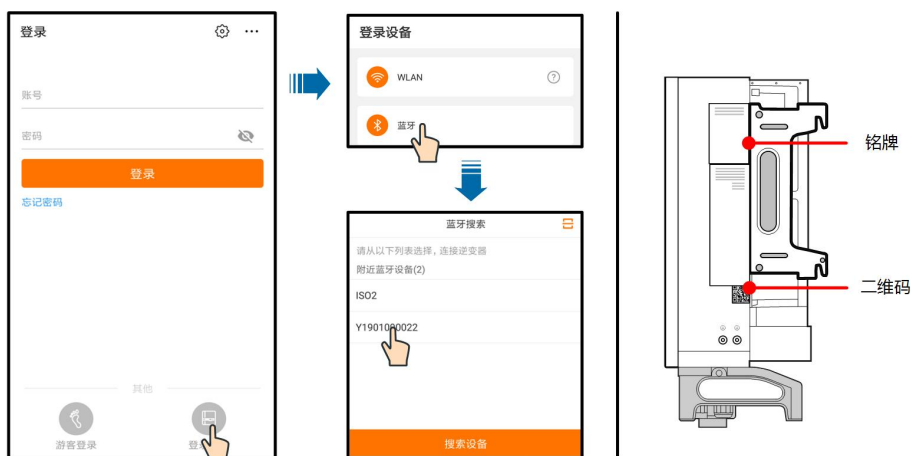 登录
账号
密码
登录
忘记密码
其他
游客登录
登录设备
WLAN
蓝牙
蓝牙搜索
请从以下列表选择，连接逆变器
附近蓝牙设备(2)
ISO2
搜索设备
铭牌
二维码